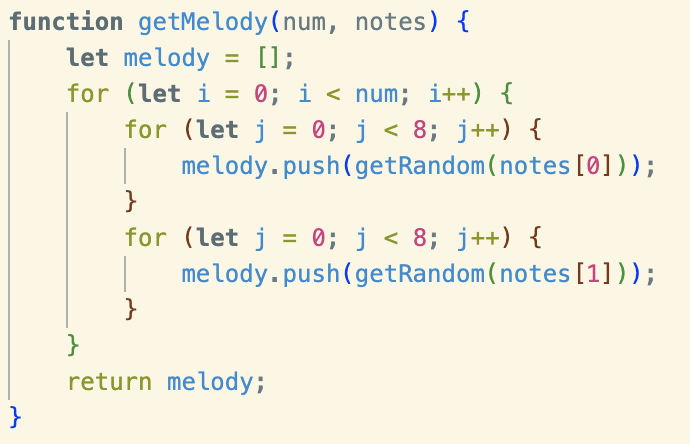 function getMelody(num, notes) {
    let melody = [];
    for (let i = 0; i < num; i++) {
        for (let j = 0; j < 8; j++) {
            melody.push(getRandom(notes[0]));
        }
        for (let j = 0; j < 8; j++) {
            melody.push(getRandom(notes[1]));
        }
    }
    return melody;
}